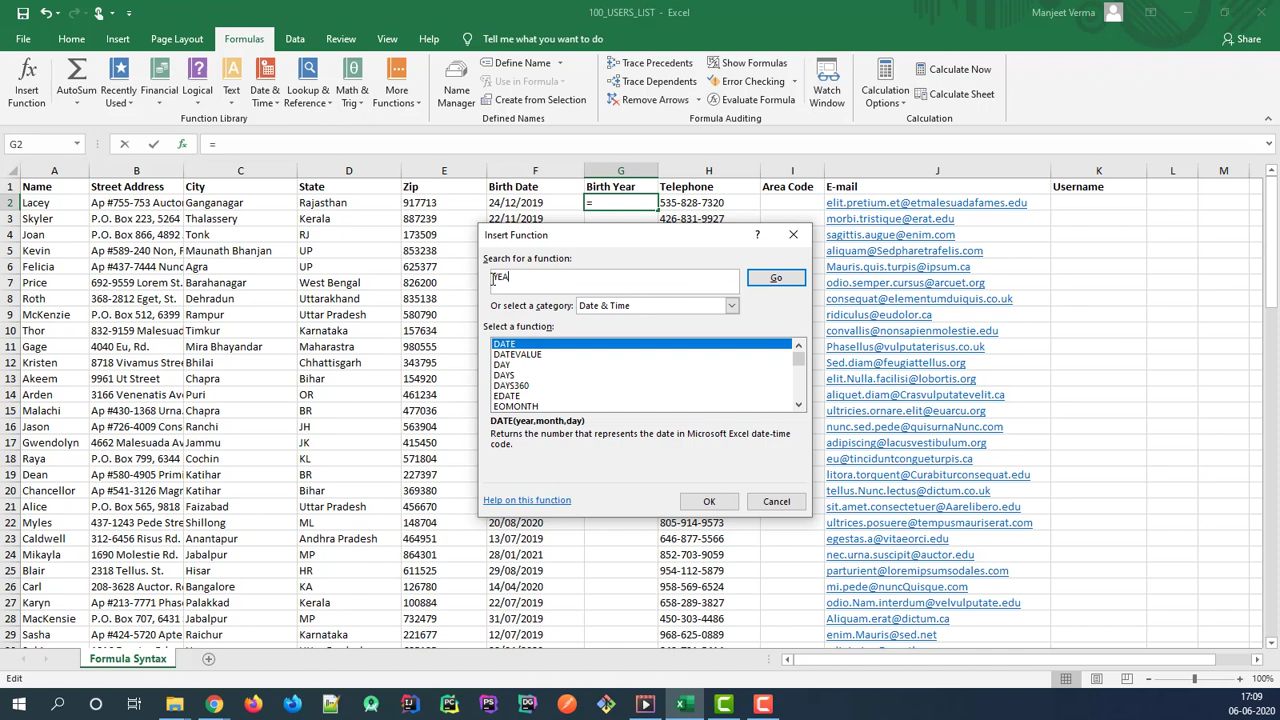 100_USERS_LIST - Excel
Manjeet Verma
File Home Insert Page Layout Formulas Data Review View Help Tell me what you want to do Share
Insert Function
AutoSum
Recently Used
Financial
Logical
Text
Date & Time
Lookup & Reference
Math & Trig
More Functions
Function Library
Name Manager
Define Name
Use in Formula
Create from Selection
Defined Names
Trace Precedents
Trace Dependents
Remove Arrows
Show Formulas
Error Checking
Evaluate Formula
Formula Auditing
Watch Window
Calculation Options
Calculate Now
Calculate Sheet
Calculation
G2 fx =
A B C D E F G H I J K L M
1 Name Street Address City State Zip Birth Date Birth Year Telephone Area Code E-mail Username
2 Lacey Ap #755-753 Auctor Ganganagar Rajasthan 917713 24/12/2019 = 535-828-7320 elit.pretium.et@etmalesuadafames.edu
3 Skyler P.O. Box 223, 5264 Thalassery Kerala 887239 22/11/2019 426-831-9927 morbi.tristique@erat.edu
4 Joan P.O. Box 866, 4892 Tonk RJ 173509 sagittis.augue@enim.com
5 Kevin Ap #589-240 Non, Maunath Bhanjan UP 853238 aliquam@Sedpharetrafelis.com
6 Felicia Ap #437-7472 Nunc Agra UP 625377 Mauris.quis.turpis@ipsum.ca
7 Price 692-9559 Lorem St Barahanagar West Bengal 826200 odio.semper.cursus@arcuet.org
8 Roth 368-2812 Eget, St. Dehradun Uttarakhand 835138 consequat@elementumduiquis.co.uk
9 McKenzie P.O. Box 137, 6655 Rampur Uttarakhand 580790 ridiculus@eudolor.ca
10 Thor 832-9159 Malesuad Timkur Karnataka 157634 convallis@nonsapienmolestie.edu
11 Gage 4040 Eu, Rd. Mira Bhayandar Maharastra 980555 Phasellus@vulputaterisus.co.uk
12 Kristen 8768 Vivamus Street Bhilai Chhattisgarh 343795 Sed.diam@feugiattellus.org
13 Akeem 9961 Ut Street Chapra Bihar 154920 elit.Nulla.facilisi@lobortis.org
14 Arden 3166 Venenatis Ave Purnea OR 461234 aliquet.diam@Crasvulputatevelit.ca
15 Malachi Ap #430-1368 Urna Chapra BR 477036 ultricies.ornare.elit@euarcu.org
16 Jason Ap #726-4009 Cons Jamalpur KA 563904 nunc.sed.pede@quisurnaNunc.com
17 Gwendolyn 4662 Malesuada Av Jammu JK 415450 adipiscing@lacusvestibulum.org
18 Raya P.O. Box 799, 6344 Cochin KL 571804 eu@tinciduntcongueturpis.ca
19 Dean Ap #580-4905 Prim Katihar BR 227397 litora.torquent@Curabiturconsequat.edu
20 Chancellor Ap #541-3126 Magn Katihar Bihar 369380 tellus.Nunc.lectus@dictum.co.uk
21 Alice P.O. Box 963, Faizabad Uttar Pradesh 456670 sit.amet.consectetuer@Aarelibero.edu
22 Myles 437-1243 Pede Street Shillong ML 148704 20/08/2020 805-914-9573 ultrices.posuere@tempusmauriserat.com
23 Caldwell 312-6456 Risus Rd. Anantapur Andhra Pradesh 464951 13/07/2019 646-877-5566 egestas.a@vitaeorci.edu
24 Mikayla 1690 Molestie Rd. Jabalpur MP 864301 28/01/2021 852-703-9059 nec.urna.suscipit@auctor.edu
25 Blair 2318 Tellus. St. Hisar HR 611525 29/08/2019 954-112-5879 parturient@loremipsumsodales.com
26 Carl 208-3628 Auctor. R Bangalore KA 126780 14/04/2020 958-569-6524 mi.pede@nuncQuisque.com
27 Karyn Ap #213-7771 Phase Palakkad Kerala 100884 22/07/2019 658-289-3827 odio.Nam.interdum@velvulputate.edu
28 MacKensie P.O. Box 707, 6431 Jabalpur MP 732479 31/07/2019 450-303-4486 Aliquam.erat@dictum.ca
29 Sasha Ap #424-5720 Apte Raichur Karnataka 221677 12/07/2019 968-625-0889 enim.Mauris@sed.net
Insert Function ?
Search for a function:
YEA
Go
Or select a category: Date & Time
Select a function:
DATE
DATEVALUE
DAY
DAYS
DAYS360
EDATE
EOMONTH
DATE(year,month,day)
Returns the number that represents the date in Microsoft Excel date-time
code.
Help on this function OK Cancel
Formula Syntax
Edit 100%
17:09
06-06-2020